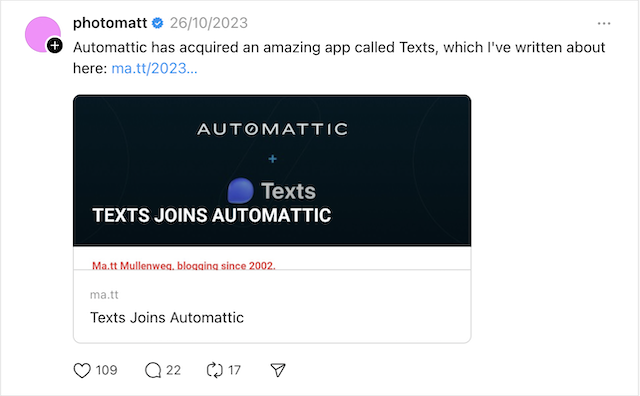 photomatt 26/10/2023
Automattic has acquired an amazing app called Texts, which I've written about
here: ma.tt/2023...
AUTOMATTIC
+
Texts
TEXTS JOINS AUTOMATTIC
Ma.tt Mullenweg, blogging since 2002.
ma.tt
Texts Joins Automattic
109 22 17